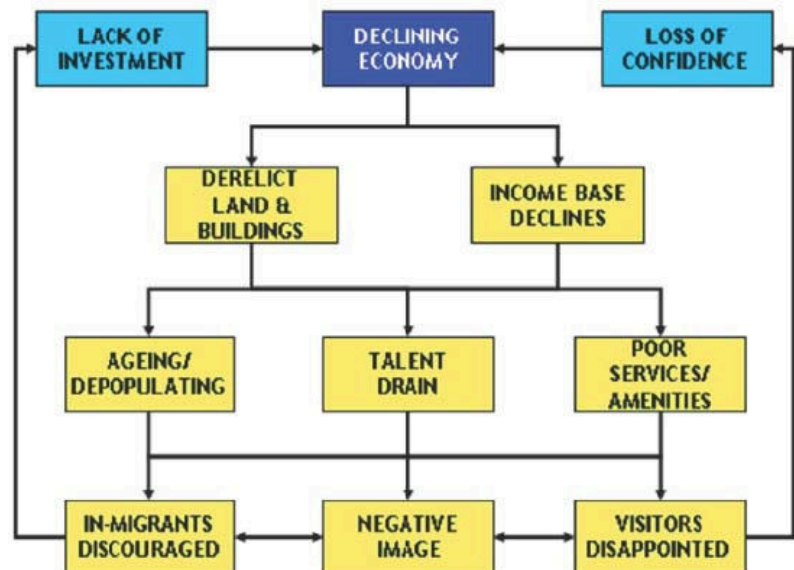 LACK OF
INVESTMENT
DECLINING
ECONOMY
LOSS OF
CONFIDENCE
DERELICT
LAND &
BUILDINGS
INCOME BASE
DECLINES
AGEING/
DEPOPULATING
TALENT
DRAIN
POOR
SERVICES/
AMENITIES
IN-MIGRANTS
DISCOURAGED
NEGATIVE
IMAGE
VISITORS
DISAPPOINTED